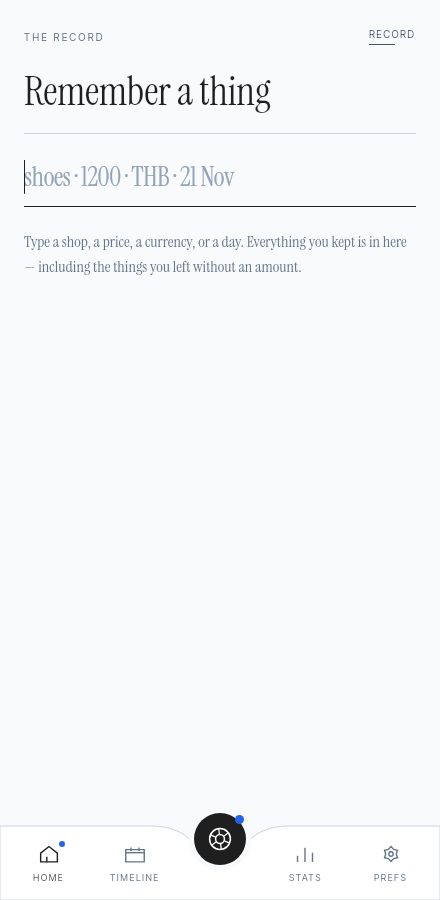 THE RECORD
RECORD
Remember a thing
shoes · 1200 · THB · 21 Nov
Type a shop, a price, a currency, or a day. Everything you kept is in here
— including the things you left without an amount.
HOME
TIMELINE
STATS
PREFS